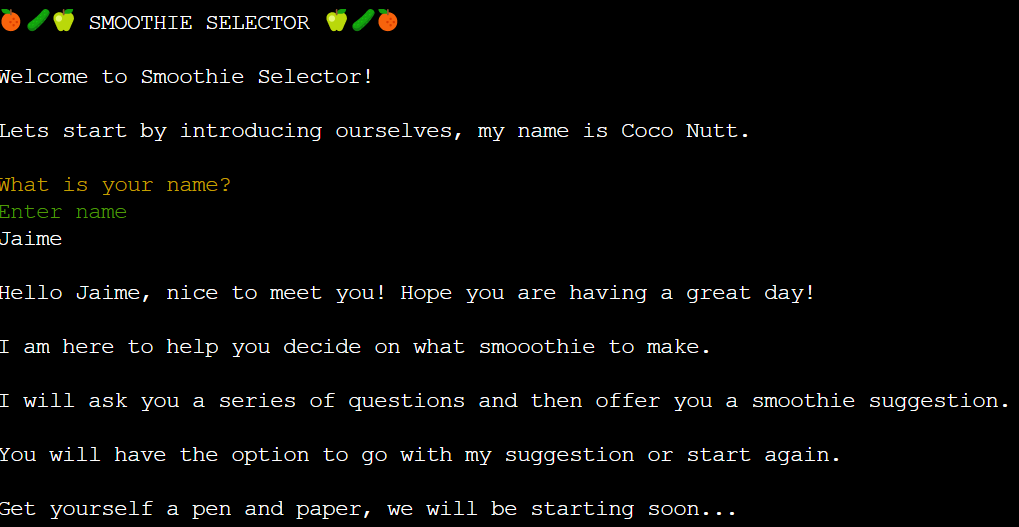 🍊🥒🍏 SMOOTHIE SELECTOR 🍏🥒🍊
Welcome to Smoothie Selector!
Lets start by introducing ourselves, my name is Coco Nutt.
What is your name?
Enter name
Jaime
Hello Jaime, nice to meet you! Hope you are having a great day!
I am here to help you decide on what smooothie to make.
I will ask you a series of questions and then offer you a smoothie suggestion.
You will have the option to go with my suggestion or start again.
Get yourself a pen and paper, we will be starting soon...